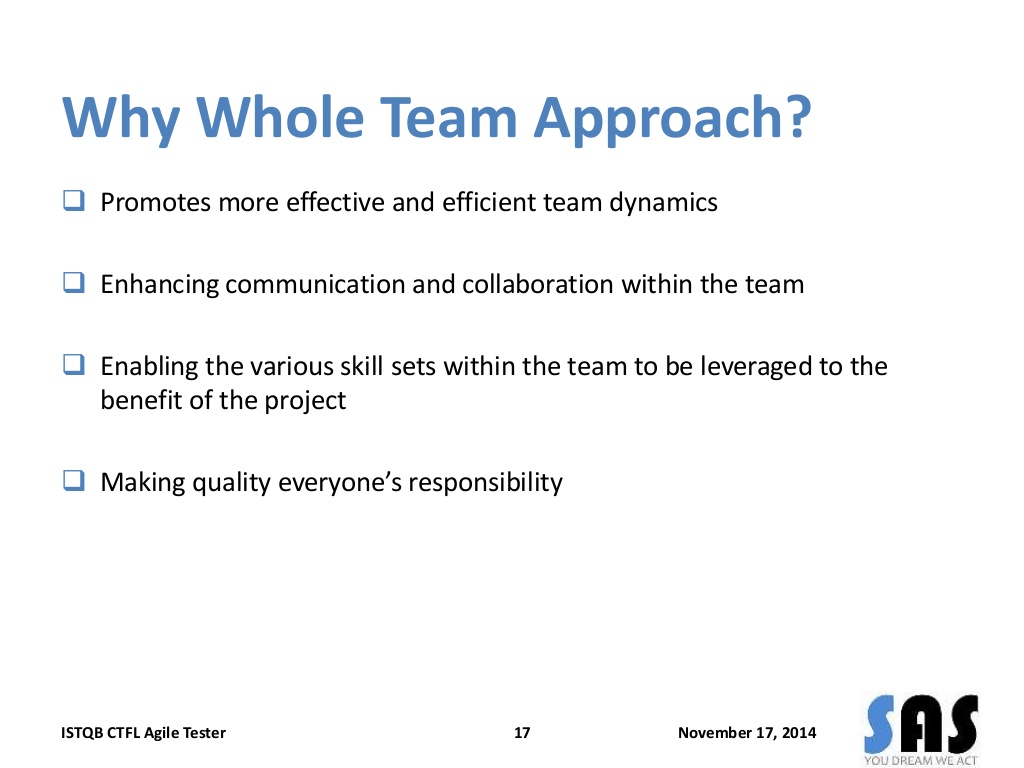 Why Whole Team Approach?
Promotes more effective and efficient team dynamics
Enhancing communication and collaboration within the team
Enabling the various skill sets within the team to be leveraged to the
benefit of the project
Making quality everyone’s responsibility
ISTQB CTFL Agile Tester
17
November 17, 2014
SAS
YOU DREAM WE ACT